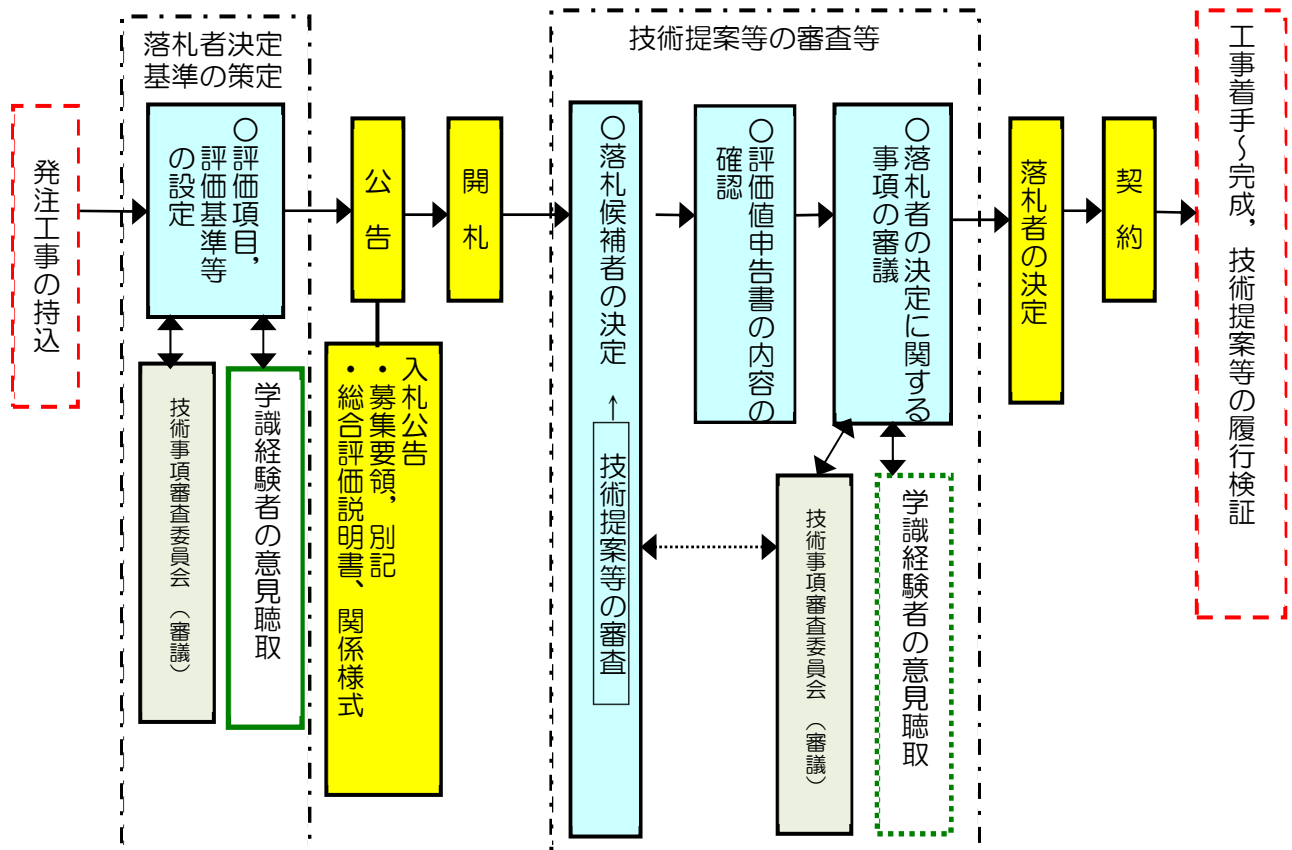 発注工事の持込
落札者決定
基準の策定
○評価項目，
評価基準等
の設定
技術事項審査委員会（審議）
学識経験者の意見聴取
公告
入札公告
・募集要領，別記
・総合評価説明書、関係様式
開札
技術提案等の審査等
○落札候補者の決定 ← 技術提案等の審査
○評価値申告書の内容の
確認
○落札者の決定に関する
事項の審議
技術事項審査委員会（審議）
学識経験者の意見聴取
落札者の決定
契約
工事着手～完成，技術提案等の履行検証